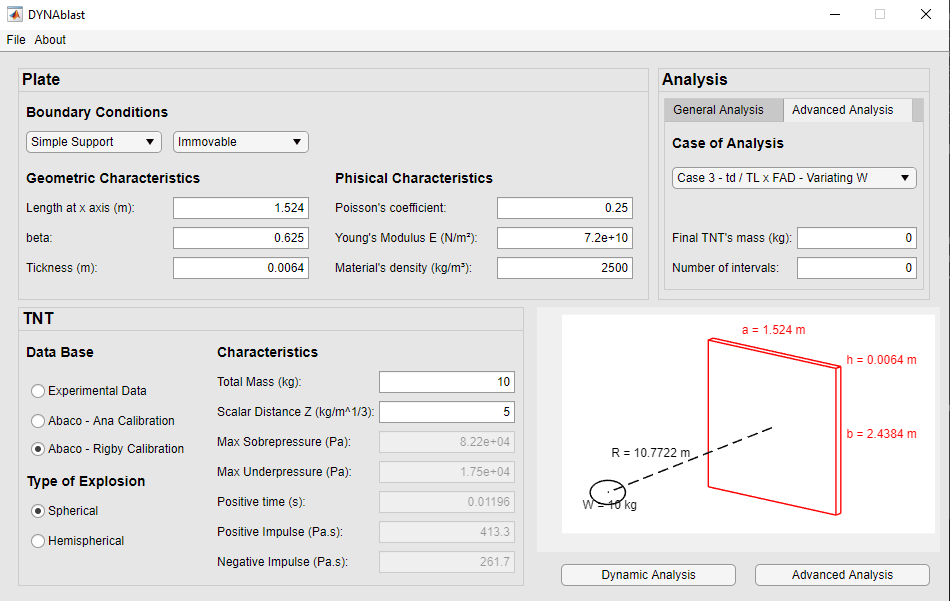 DYNAblast
File About
Plate
Boundary Conditions
Simple Support Immovable
Geometric Characteristics
Length at x axis (m): 1.524
beta: 0.625
Tickness (m): 0.0064
Phisical Characteristics
Poisson's coefficient: 0.25
Young's Modulus E (N/m²): 7.2e+10
Material's density (kg/m³): 2500
Analysis
General Analysis Advanced Analysis
Case of Analysis
Case 3 - td / TL x FAD - Variating W
Final TNT's mass (kg): 0
Number of intervals: 0
TNT
Data Base
Experimental Data
Abaco - Ana Calibration
Abaco - Rigby Calibration
Type of Explosion
Spherical
Hemispherical
Characteristics
Total Mass (kg): 10
Scalar Distance Z (kg/m^1/3): 5
Max Sobrepressure (Pa): 8.22e+04
Max Underpressure (Pa): 1.75e+04
Positive time (s): 0.01196
Positive Impulse (Pa.s): 413.3
Negative Impulse (Pa.s): 261.7
a = 1.524 m
h = 0.0064 m
b = 2.4384 m
R = 10.7722 m
W = 10 kg
Dynamic Analysis Advanced Analysis